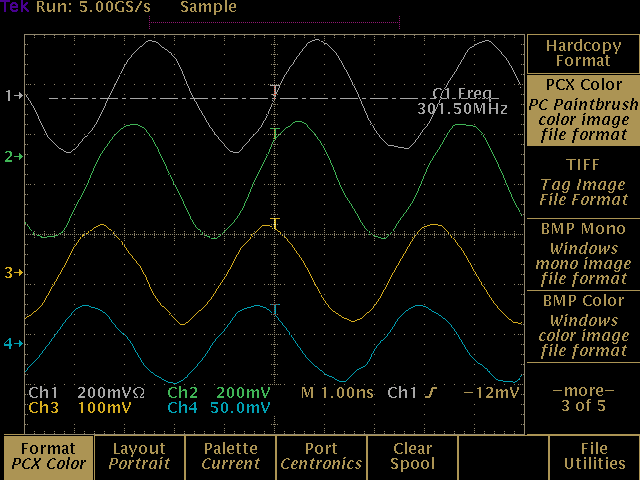 Tek Run: 5.00GS/s Sample
Hardcopy
Format
PCX Color
PC Paintbrush
color image
file format
TIFF
Tag Image
File Format
BMP Mono
Windows
mono image
file format
BMP Color
Windows
color image
file format
–more–
3 of 5
C1 Freq
301.50MHz
1
2
3
4
T
T
T
T
Ch1 200mVΩ Ch2 200mV M 1.00ns Ch1 –12mV
Ch3 100mV Ch4 50.0mV
Format
PCX Color
Layout
Portrait
Palette
Current
Port
Centronics
Clear
Spool
File
Utilities